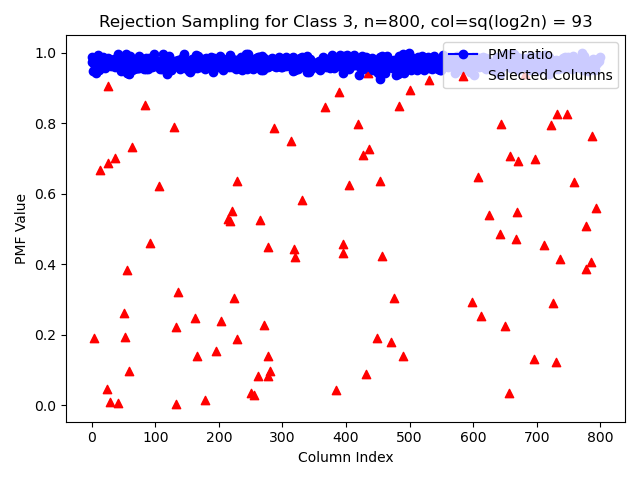 Rejection Sampling for Class 3, n=800, col=sq(log2n) = 93
PMF ratio
Selected Columns
1.0
0.8
0.6
0.4
0.2
0.0
PMF Value
0 100 200 300 400 500 600 700 800
Column Index